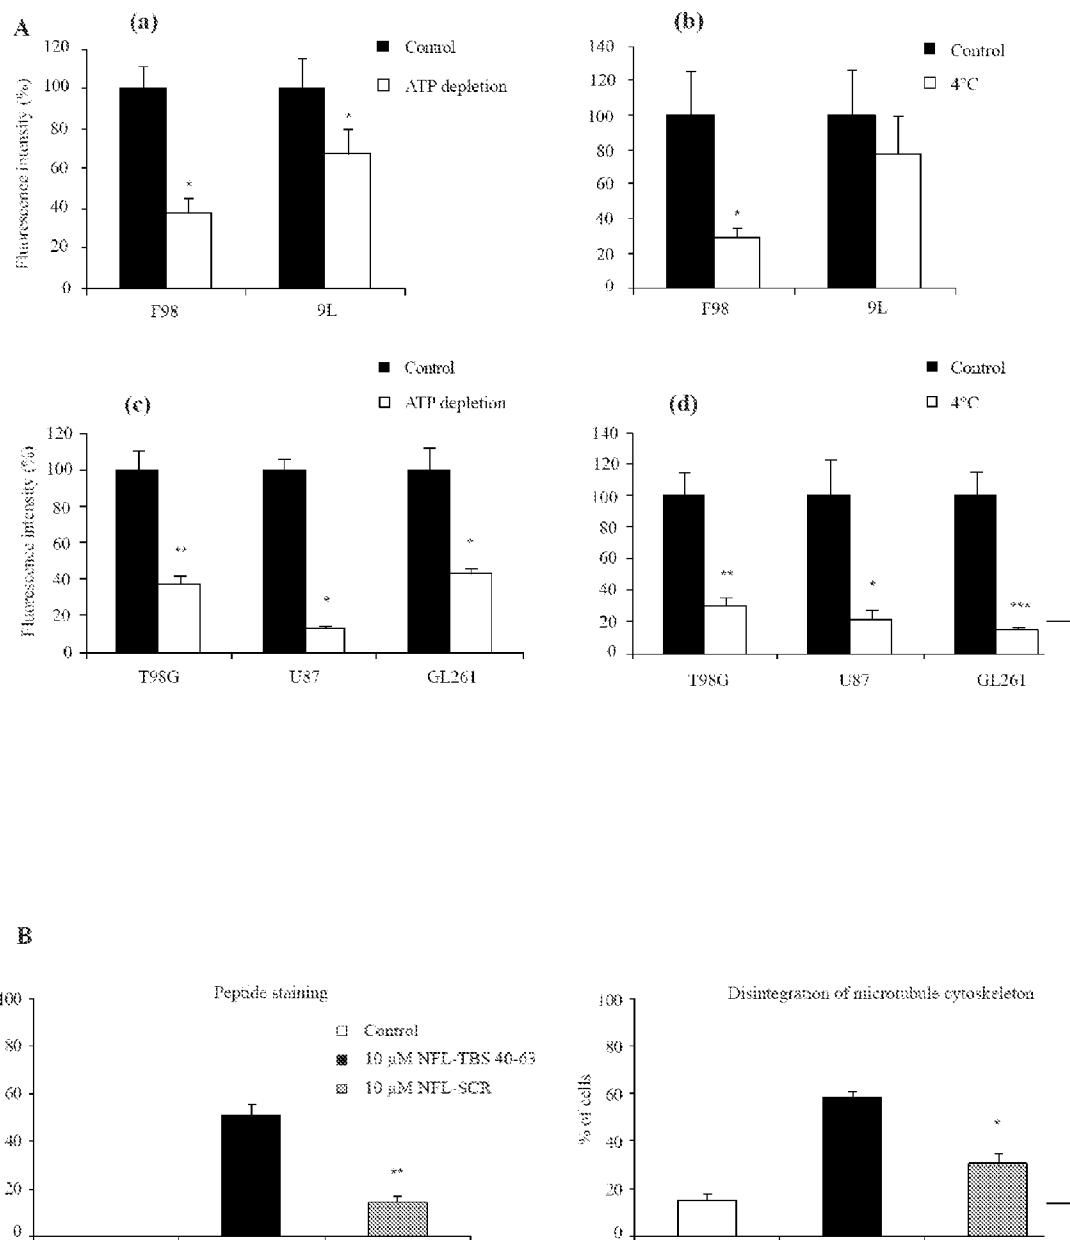 A
(a)
120
100
80
60
40
20
0
Fluorescence intensity (%)
Control
ATP depletion
*
*
F98
9L
(b)
140
120
100
80
60
40
20
0
Control
4°C
*
F98
9L
Control
ATP depletion
(c)
120
100
80
60
40
20
0
Fluorescence intensity (%)
**
*
*
T98G
U87
GL261
Control
4°C
(d)
140
120
100
80
60
40
20
0
**
*
***
T98G
U87
GL261
B
Peptide staining
100
80
60
40
20
0
Control
10 µM NFL-TBS 40-63
10 µM NFL-SCR
**
Disintegration of microtubule cytoskeleton
100
80
60
40
20
0
% of cells
*